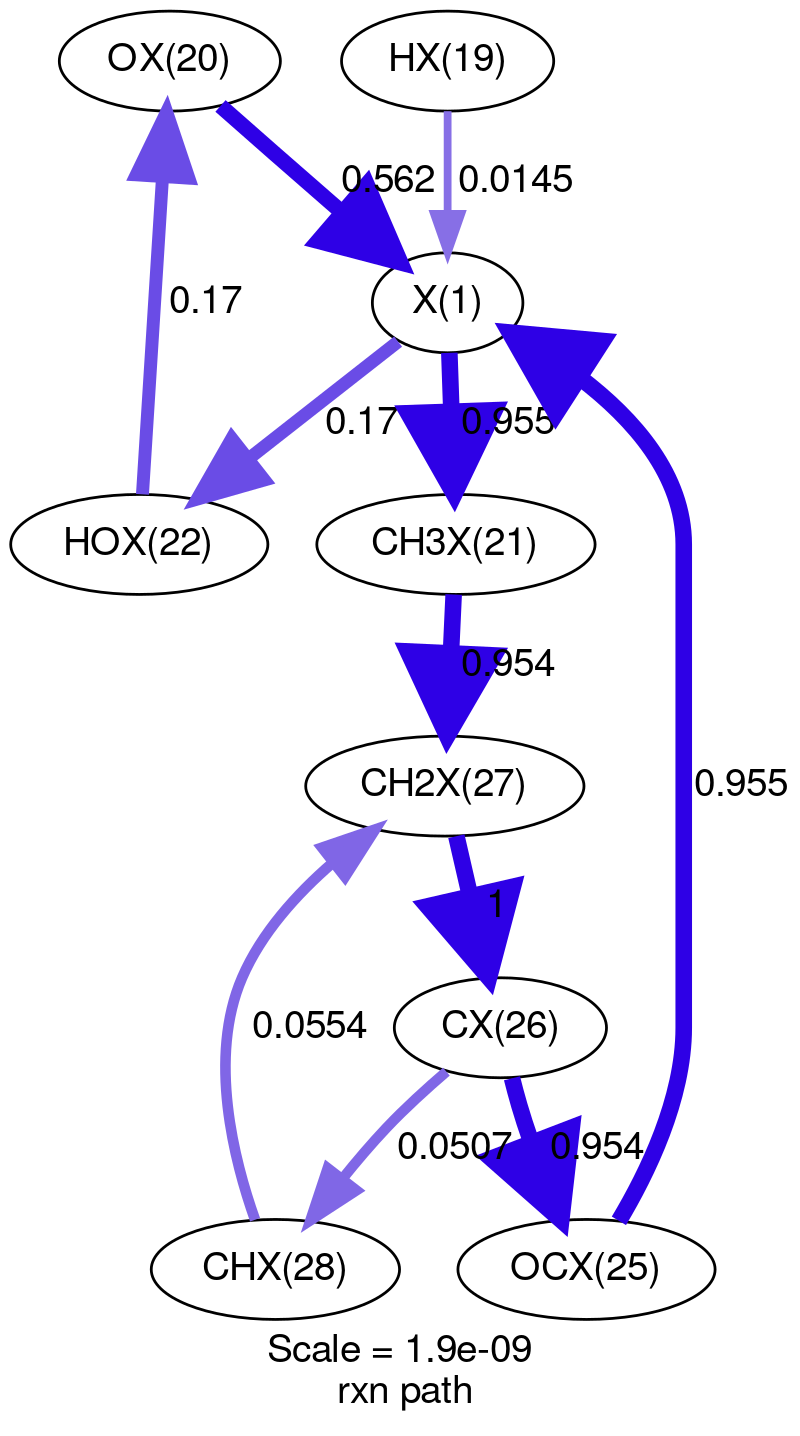 OX(20)
HX(19)
0.562
0.0145
X(1)
0.17
0.17
0.955
HOX(22)
CH3X(21)
0.954
CH2X(27)
0.955
1
CX(26)
0.0554
0.0507
0.954
CHX(28)
OCX(25)
Scale = 1.9e-09
rxn path